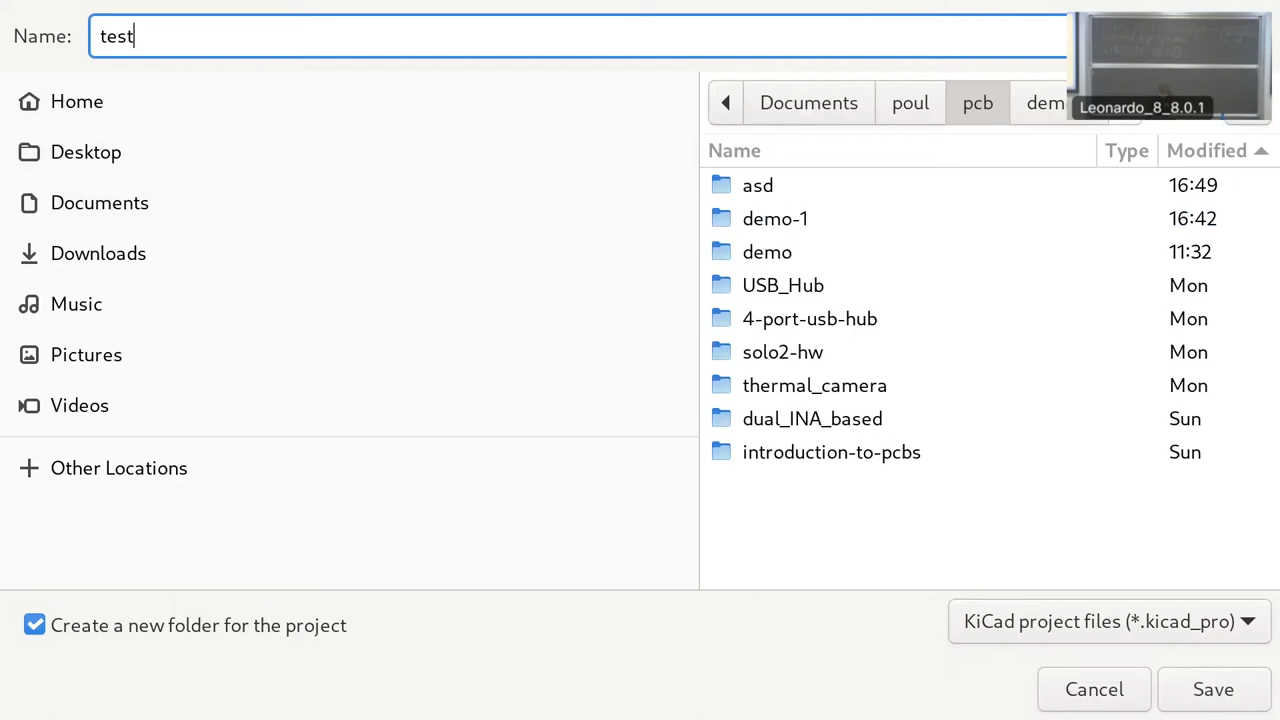 Name: test
Home
Desktop
Documents
Downloads
Music
Pictures
Videos
Other Locations
Documents poul pcb dem
Leonardo_8_8.0.1
Name Type Modified
asd 16:49
demo-1 16:42
demo 11:32
USB_Hub Mon
4-port-usb-hub Mon
solo2-hw Mon
thermal_camera Mon
dual_INA_based Sun
introduction-to-pcbs Sun
Create a new folder for the project
KiCad project files (*.kicad_pro)
Cancel Save